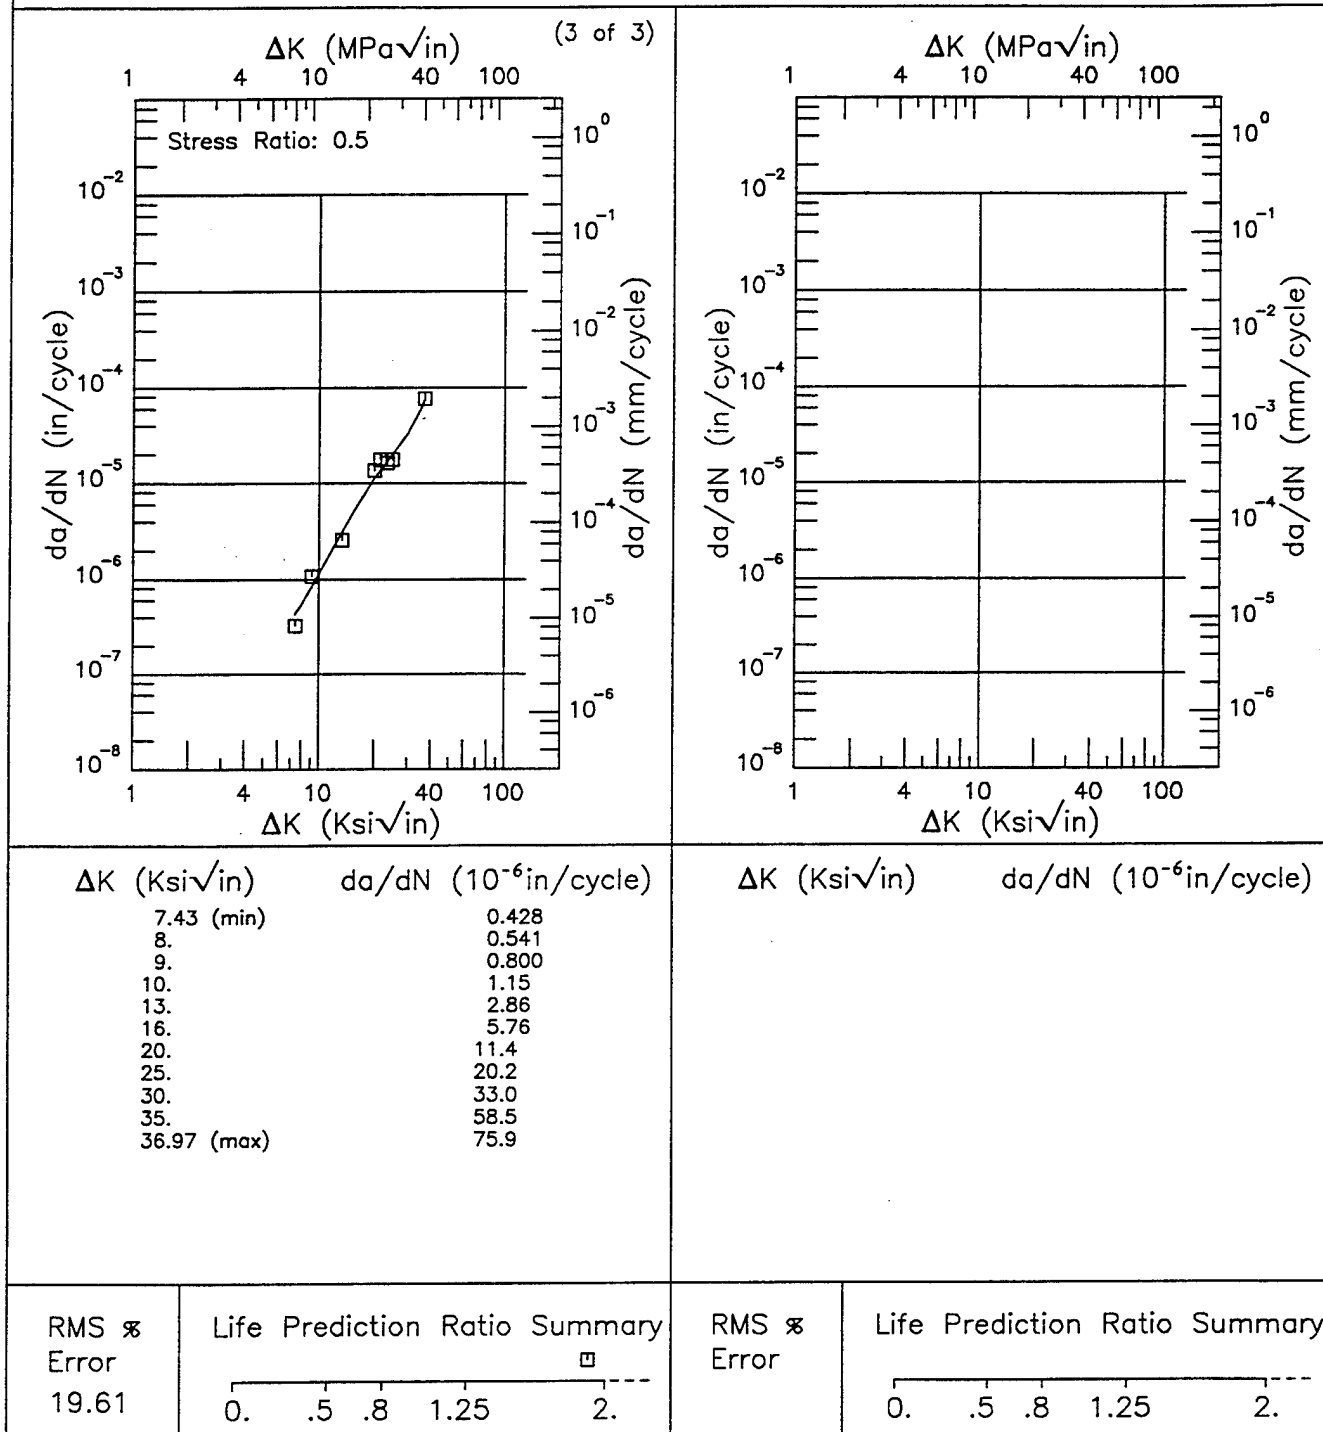 (3 of 3)
ΔK (MPa√in)
1 4 10 40 100
Stress Ratio: 0.5
10⁻²
10⁻³
10⁻⁴
10⁻⁵
10⁻⁶
10⁻⁷
10⁻⁸
da/dN (in/cycle)
10⁰
10⁻¹
10⁻²
10⁻³
10⁻⁴
10⁻⁵
10⁻⁶
da/dN (mm/cycle)
1 4 10 40 100
ΔK (Ksi√in)
ΔK (MPa√in)
1 4 10 40 100
10⁻²
10⁻³
10⁻⁴
10⁻⁵
10⁻⁶
10⁻⁷
10⁻⁸
da/dN (in/cycle)
10⁰
10⁻¹
10⁻²
10⁻³
10⁻⁴
10⁻⁵
10⁻⁶
da/dN (mm/cycle)
1 4 10 40 100
ΔK (Ksi√in)
ΔK (Ksi√in) da/dN (10⁻⁶in/cycle)
7.43 (min) 0.428
8. 0.541
9. 0.800
10. 1.15
13. 2.86
16. 5.76
20. 11.4
25. 20.2
30. 33.0
35. 58.5
36.97 (max) 75.9
ΔK (Ksi√in) da/dN (10⁻⁶in/cycle)
RMS %
Error
19.61
Life Prediction Ratio Summary
0. .5 .8 1.25 2.
RMS %
Error
Life Prediction Ratio Summary
0. .5 .8 1.25 2.